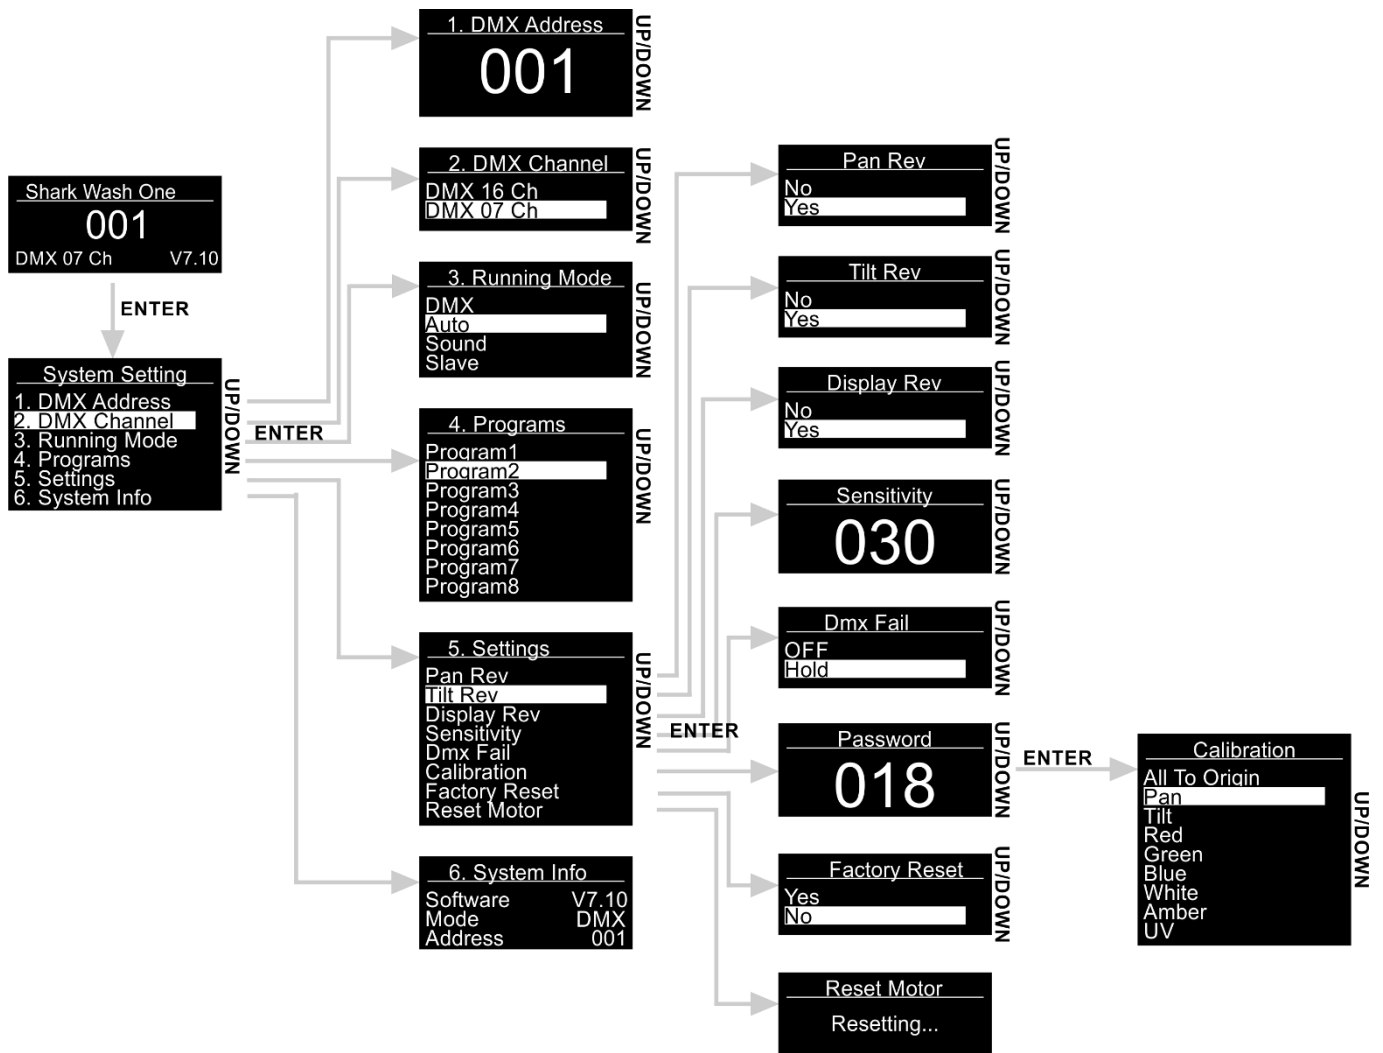 Shark Wash One
001
DMX 07 Ch V7.10
ENTER
System Setting
1. DMX Address
2. DMX Channel
3. Running Mode
4. Programs
5. Settings
6. System Info
UP/DOWN
ENTER
1. DMX Address
001
UP/DOWN
2. DMX Channel
DMX 16 Ch
DMX 07 Ch
UP/DOWN
3. Running Mode
DMX
Auto
Sound
Slave
UP/DOWN
4. Programs
Program1
Program2
Program3
Program4
Program5
Program6
Program7
Program8
UP/DOWN
5. Settings
Pan Rev
Tilt Rev
Display Rev
Sensitivity
Dmx Fail
Calibration
Factory Reset
Reset Motor
UP/DOWN
ENTER
6. System Info
Software V7.10
Mode DMX
Address 001
Pan Rev
No
Yes
UP/DOWN
Tilt Rev
No
Yes
UP/DOWN
Display Rev
No
Yes
UP/DOWN
Sensitivity
030
UP/DOWN
Dmx Fail
OFF
Hold
UP/DOWN
Password
018
UP/DOWN
ENTER
Factory Reset
Yes
No
UP/DOWN
Reset Motor
Resetting...
Calibration
All To Origin
Pan
Tilt
Red
Green
Blue
White
Amber
UV
UP/DOWN